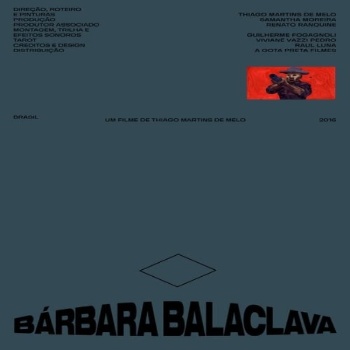 DIREÇÃO, ROTEIRO
E PINTURAS
PRODUÇÃO
PRODUTOR ASSOCIADO
MONTAGEM, TRILHA E
EFEITOS SONOROS
TAROT
CRÉDITOS E DESIGN
DISTRIBUIÇÃO
THIAGO MARTINS DE MELO
SAMANTHA MOREIRA
RENATO RANQUINE
GUILHERME FOGAGNOLI
VIVIANE VAZZI PEDRO
RAUL LUNA
A GOTA PRETA FILMES
BRASIL
UM FILME DE THIAGO MARTINS DE MELO
2016
BÁRBARA BALACLAVA